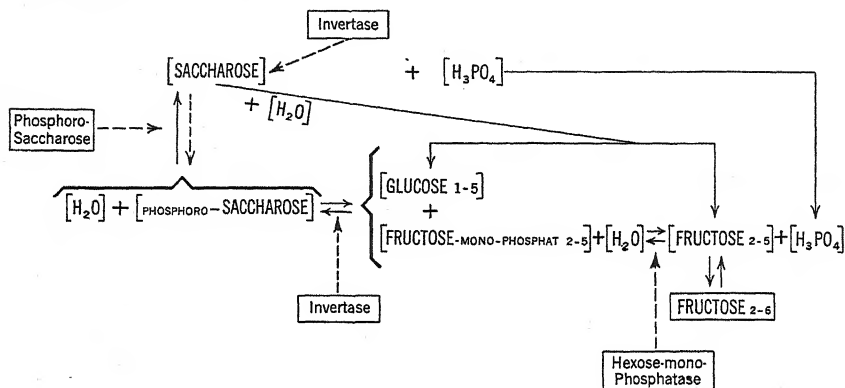 Invertase
[SACCHAROSE] + [H₃PO₄]
+ [H₂O]
Phosphoro-
Saccharose
[GLUCOSE 1-5]
[H₂O] + [PHOSPHORO-SACCHAROSE] ⇌
+
[FRUCTOSE-MONO-PHOSPHAT 2-5] + [H₂O] ⇌ [FRUCTOSE 2-5] + [H₃PO₄]
Invertase
FRUCTOSE 2-6
Hexose-mono-
Phosphatase